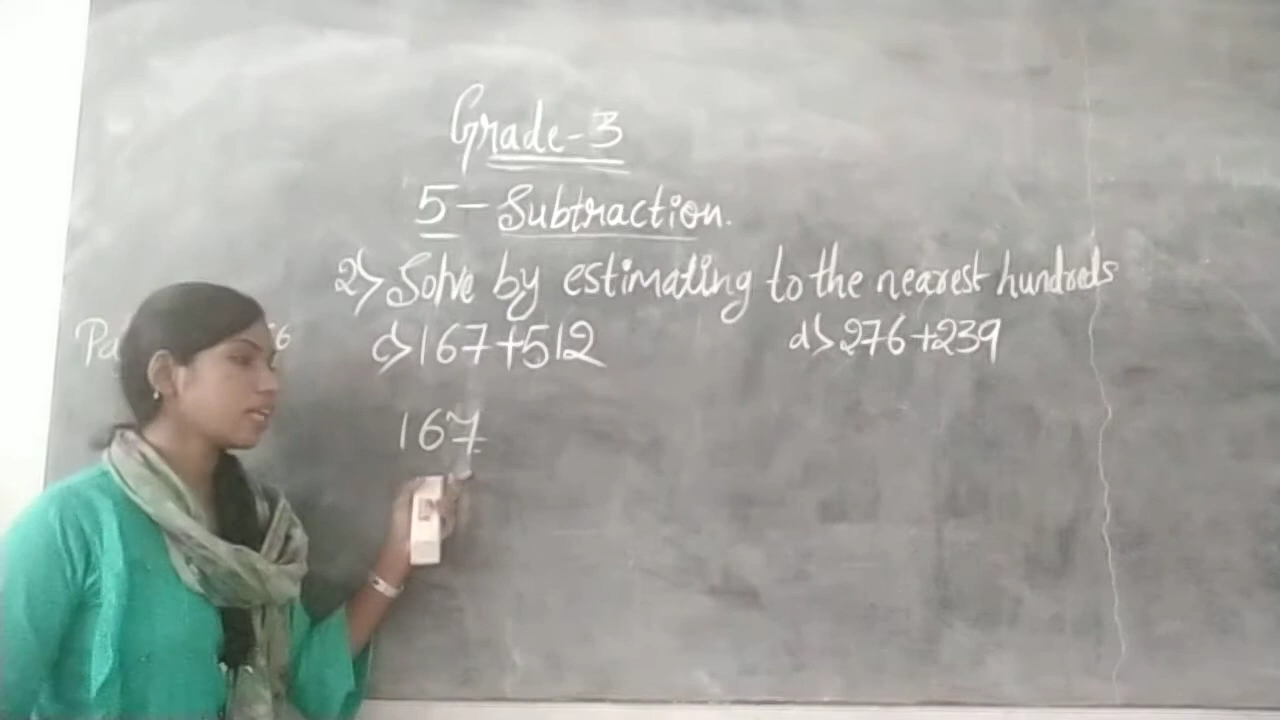 Grade-3
5 - Subtraction.
2> Solve by estimating to the nearest hundreds
c> 167+512
d> 276+239
167